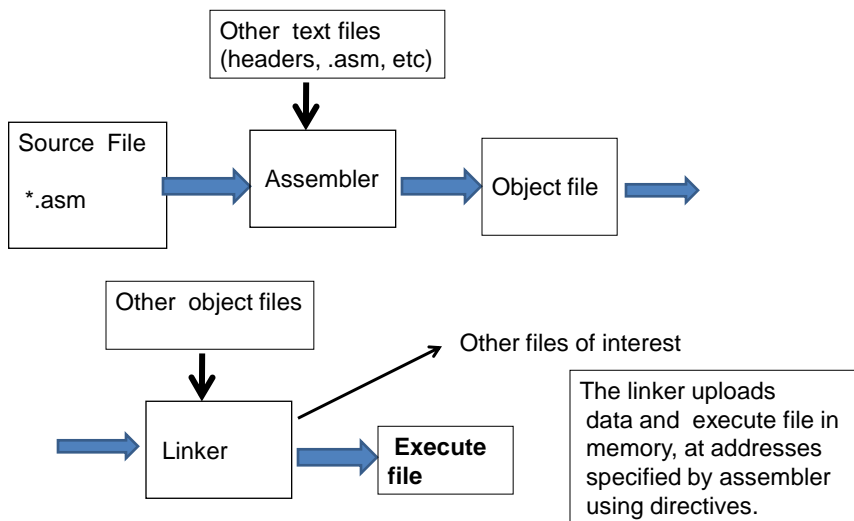 Other text files
(headers, .asm, etc)
Source File
*.asm
Assembler
Object file
Other object files
Other files of interest
Linker
Execute
file
The linker uploads
data and execute file in
memory, at addresses
specified by assembler
using directives.